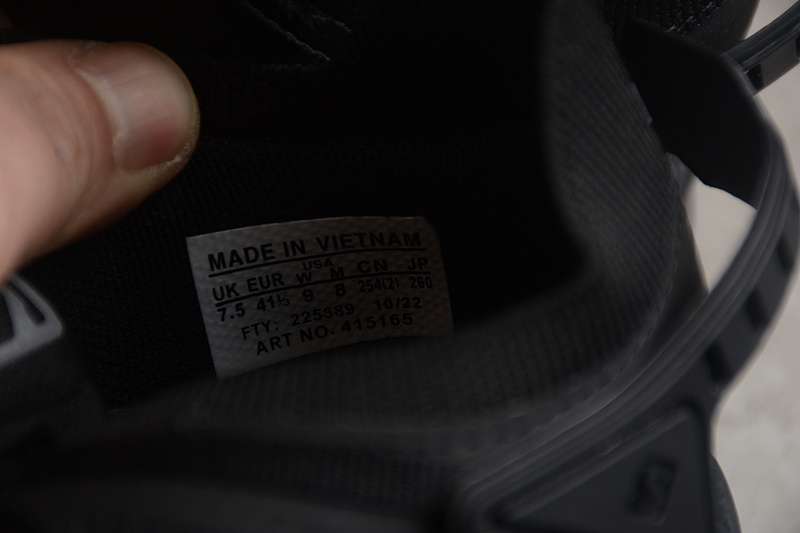 MADE IN VIETNAM
USA
UK EUR W M CN JP
7.5 41⅓ 9 8 254(2) 260
FTY: 225389 10/22
ART NO. 415165